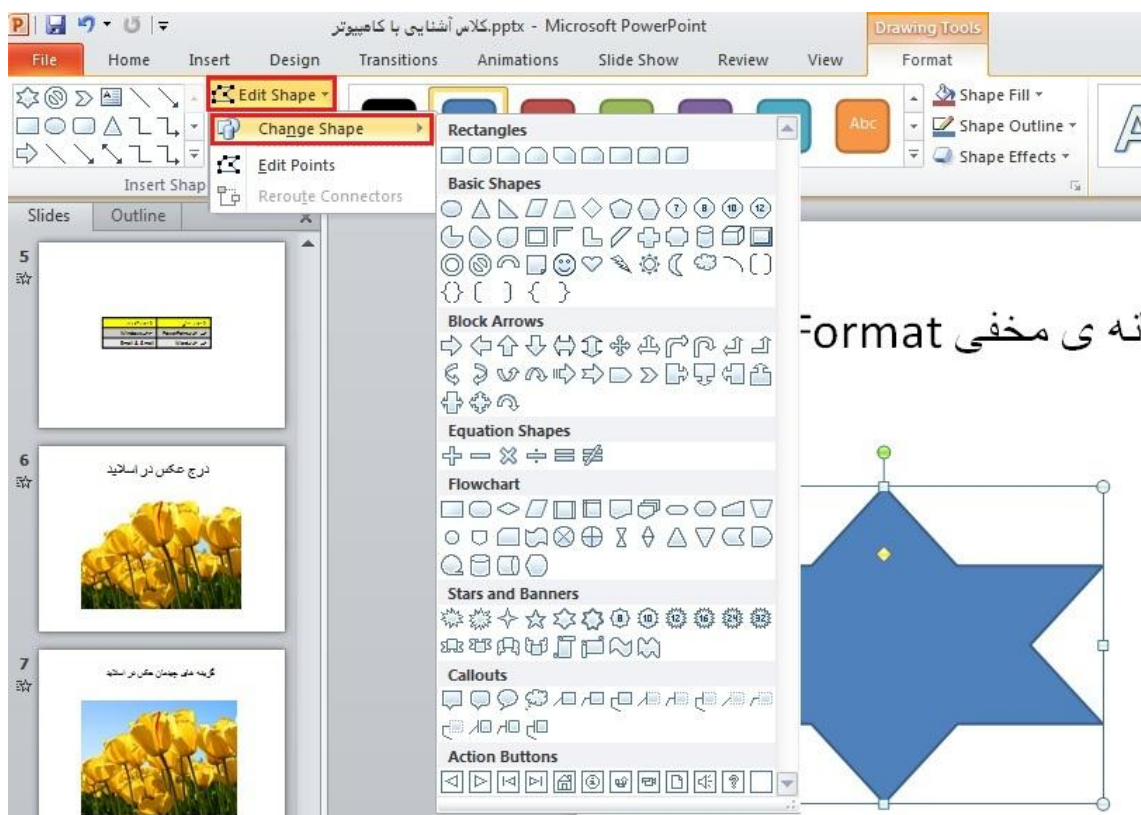 کلاس آشنایی با کامپیوتر.pptx - Microsoft PowerPoint
Drawing Tools
File Home Insert Design Transitions Animations Slide Show Review View Format
Edit Shape
Change Shape
Edit Points
Reroute Connectors
Insert Shap
Abc
Shape Fill
Shape Outline
Shape Effects
Slides Outline
Rectangles
Basic Shapes
Block Arrows
Equation Shapes
Flowchart
Stars and Banners
Callouts
Action Buttons
5
6
درج عکس در اسلاید
7
گزینه های چیدمان عکس در اسلاید
نه ی مخفی Format